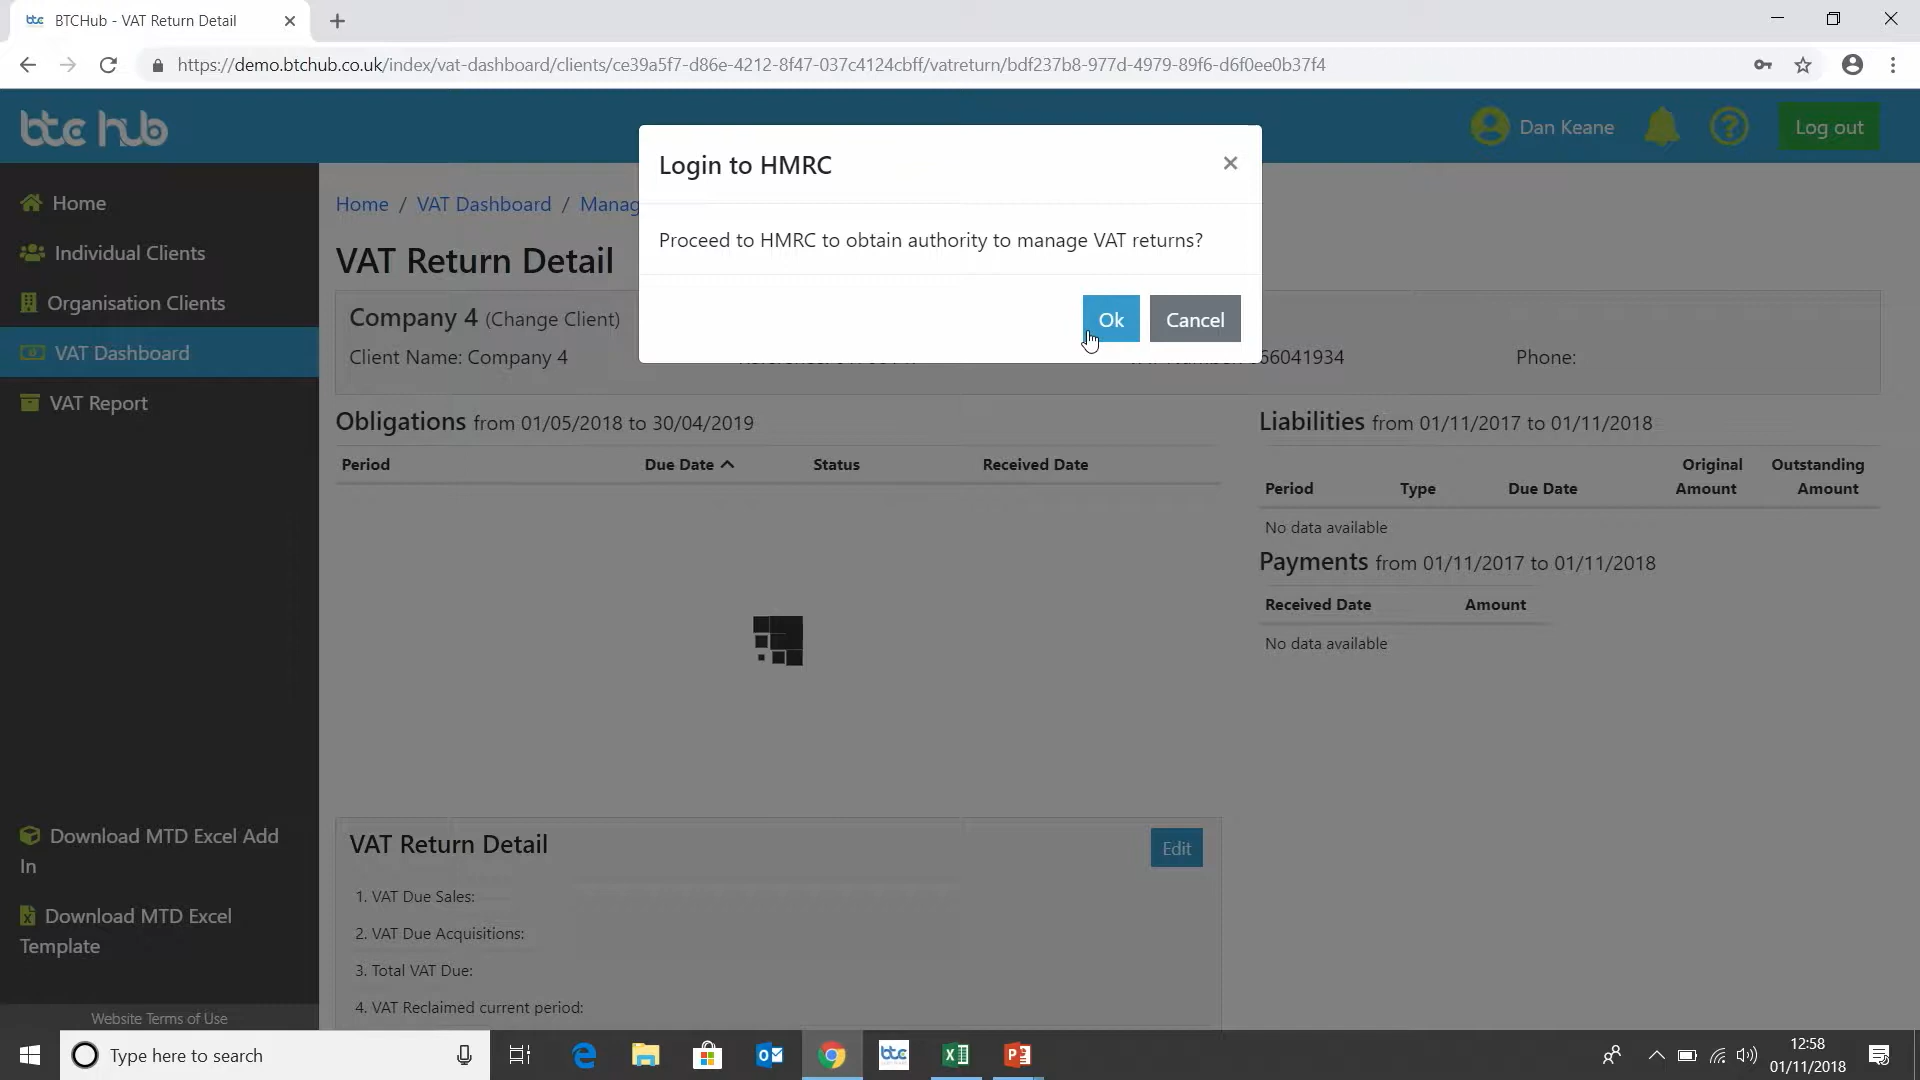 BTCHub - VAT Return Detail
https://demo.btchub.co.uk/index/vat-dashboard/clients/ce39a5f7-d86e-4212-8f47-037c4124cbff/vatreturn/bdf237b8-977d-4979-89f6-d6f0ee0b37f4
btc hub
Dan Keane
Log out
Login to HMRC
Proceed to HMRC to obtain authority to manage VAT returns?
Ok
Cancel
Home
Individual Clients
Organisation Clients
VAT Dashboard
VAT Report
Download MTD Excel Add
In
Download MTD Excel
Template
Website Terms of Use
Home / VAT Dashboard / Manag
VAT Return Detail
Company 4 (Change Client)
Client Name: Company 4
66041934
Phone:
Obligations from 01/05/2018 to 30/04/2019
Period Due Date Status Received Date
Liabilities from 01/11/2017 to 01/11/2018
Original Outstanding
Period Type Due Date Amount Amount
No data available
Payments from 01/11/2017 to 01/11/2018
Received Date Amount
No data available
VAT Return Detail
Edit
1. VAT Due Sales:
2. VAT Due Acquisitions:
3. Total VAT Due:
4. VAT Reclaimed current period:
Type here to search
btc
12:58
01/11/2018